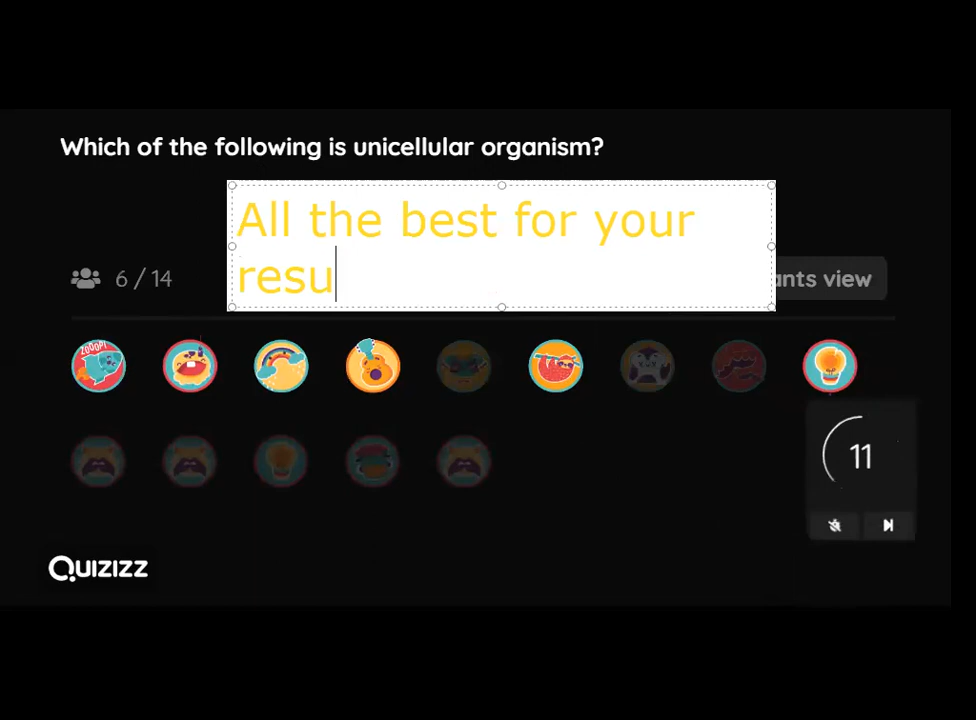 Which of the following is unicellular organism?
All the best for your
resu
6 / 14
ants view
ZOOOP!
11
Quizizz